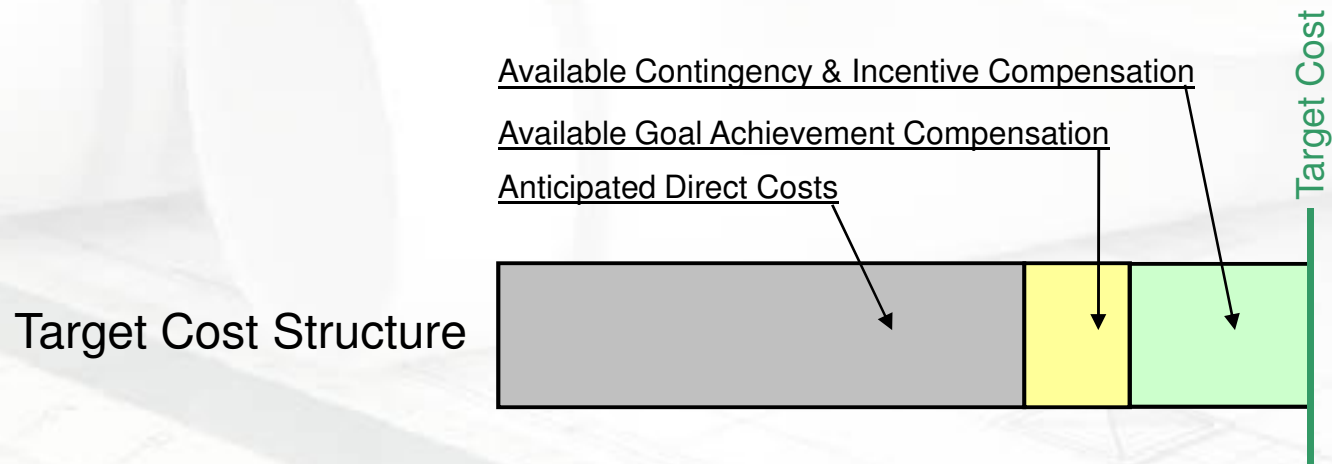 Target Cost
Available Contingency & Incentive Compensation
Available Goal Achievement Compensation
Anticipated Direct Costs
Target Cost Structure